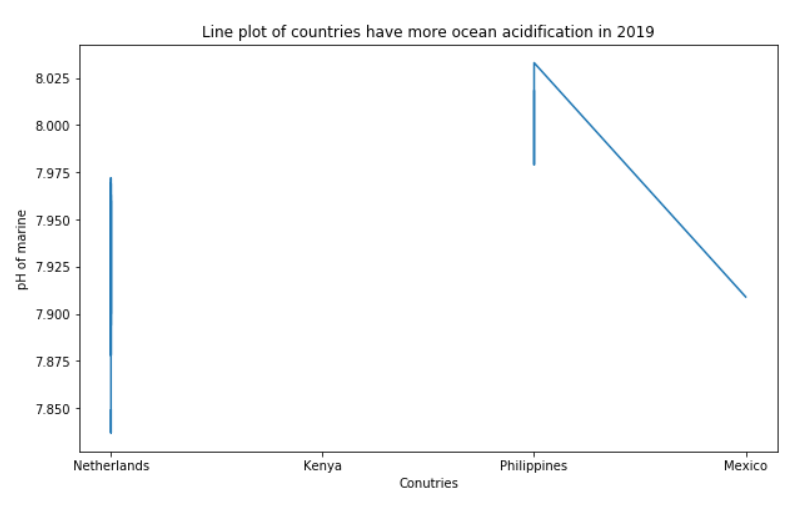 Line plot of countries have more ocean acidification in 2019
8.025
8.000
7.975
7.950
7.925
7.900
7.875
7.850
pH of marine
Netherlands Kenya Philippines Mexico
Conutries